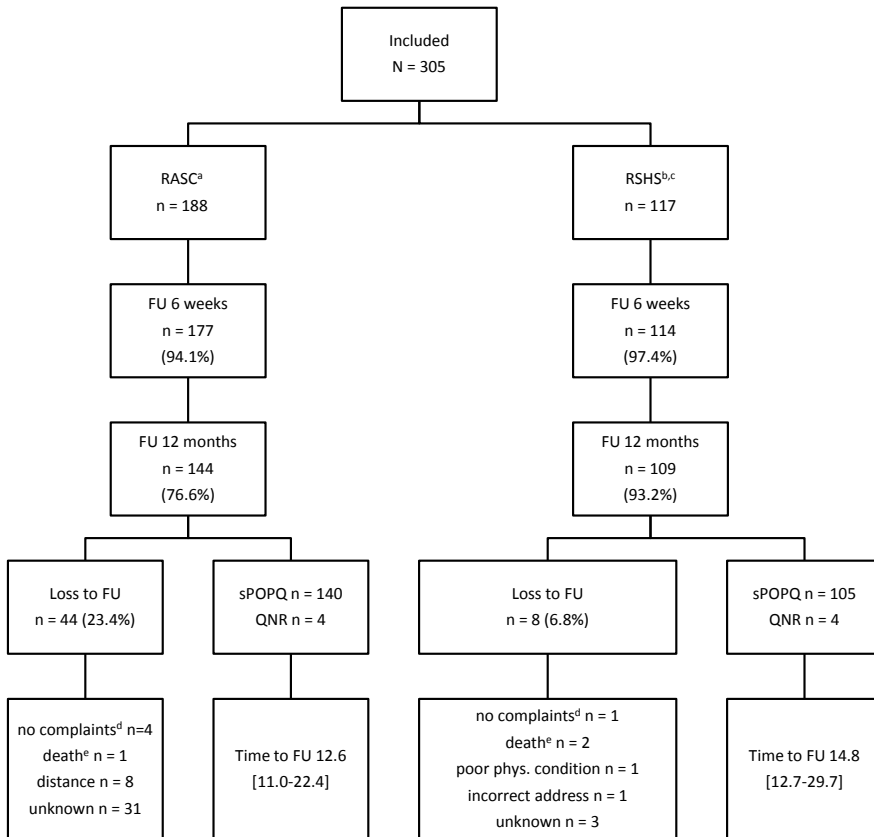 Included
N = 305
RASCᵃ
n = 188
RSHSᵇ,ᶜ
n = 117
FU 6 weeks
n = 177
(94.1%)
FU 6 weeks
n = 114
(97.4%)
FU 12 months
n = 144
(76.6%)
FU 12 months
n = 109
(93.2%)
Loss to FU
n = 44 (23.4%)
sPOPQ n = 140
QNR n = 4
Loss to FU
n = 8 (6.8%)
sPOPQ n = 105
QNR n = 4
no complaintsᵈ n=4
deathᵉ n = 1
distance n = 8
unknown n = 31
Time to FU 12.6
[11.0-22.4]
no complaintsᵈ n = 1
deathᵉ n = 2
poor phys. condition n = 1
incorrect address n = 1
unknown n = 3
Time to FU 14.8
[12.7-29.7]